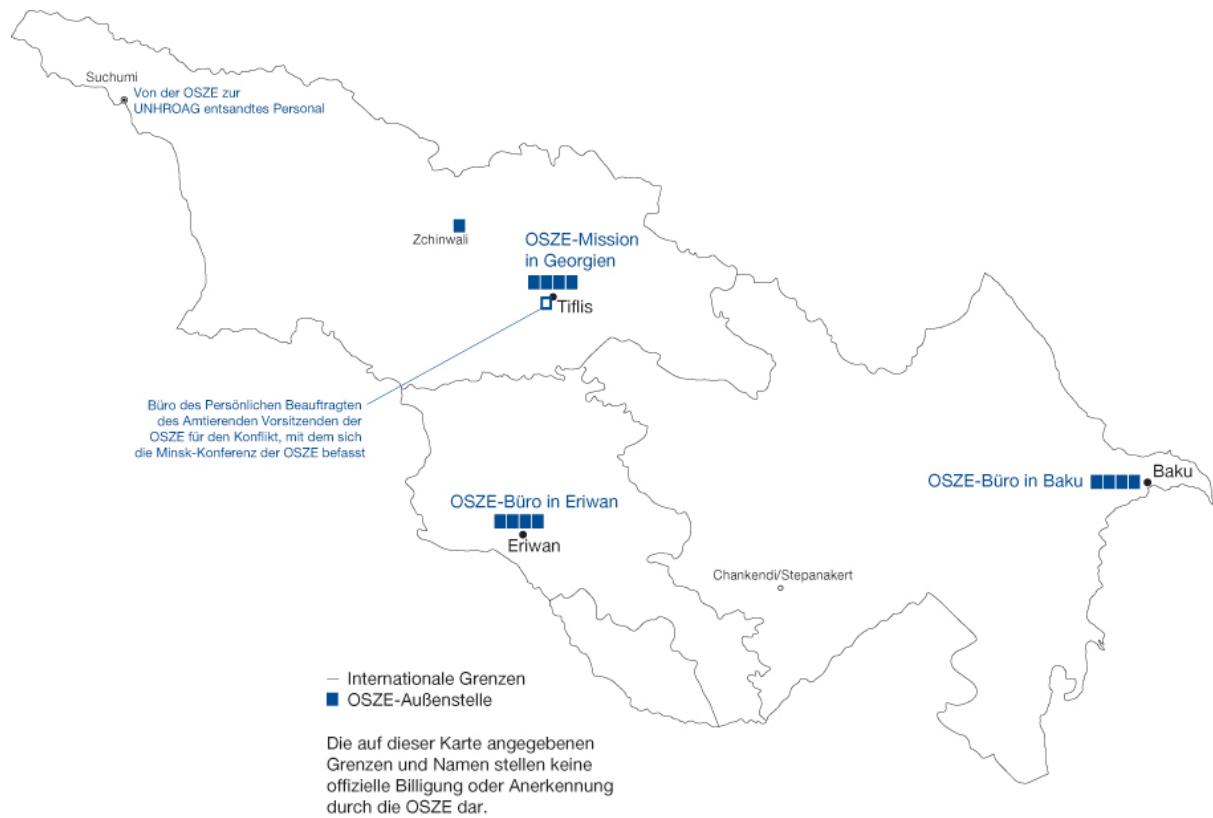 Suchumi
Von der OSZE zur
UNHROAG entsandtes Personal
Zchinwali
OSZE-Mission
in Georgien
Tiflis
Büro des Persönlichen Beauftragten
des Amtierenden Vorsitzenden der
OSZE für den Konflikt, mit dem sich
die Minsk-Konferenz der OSZE befasst
OSZE-Büro in Baku
Baku
OSZE-Büro in Eriwan
Eriwan
Chankendi/Stepanakert
– Internationale Grenzen
OSZE-Außenstelle
Die auf dieser Karte angegebenen
Grenzen und Namen stellen keine
offizielle Billigung oder Anerkennung
durch die OSZE dar.